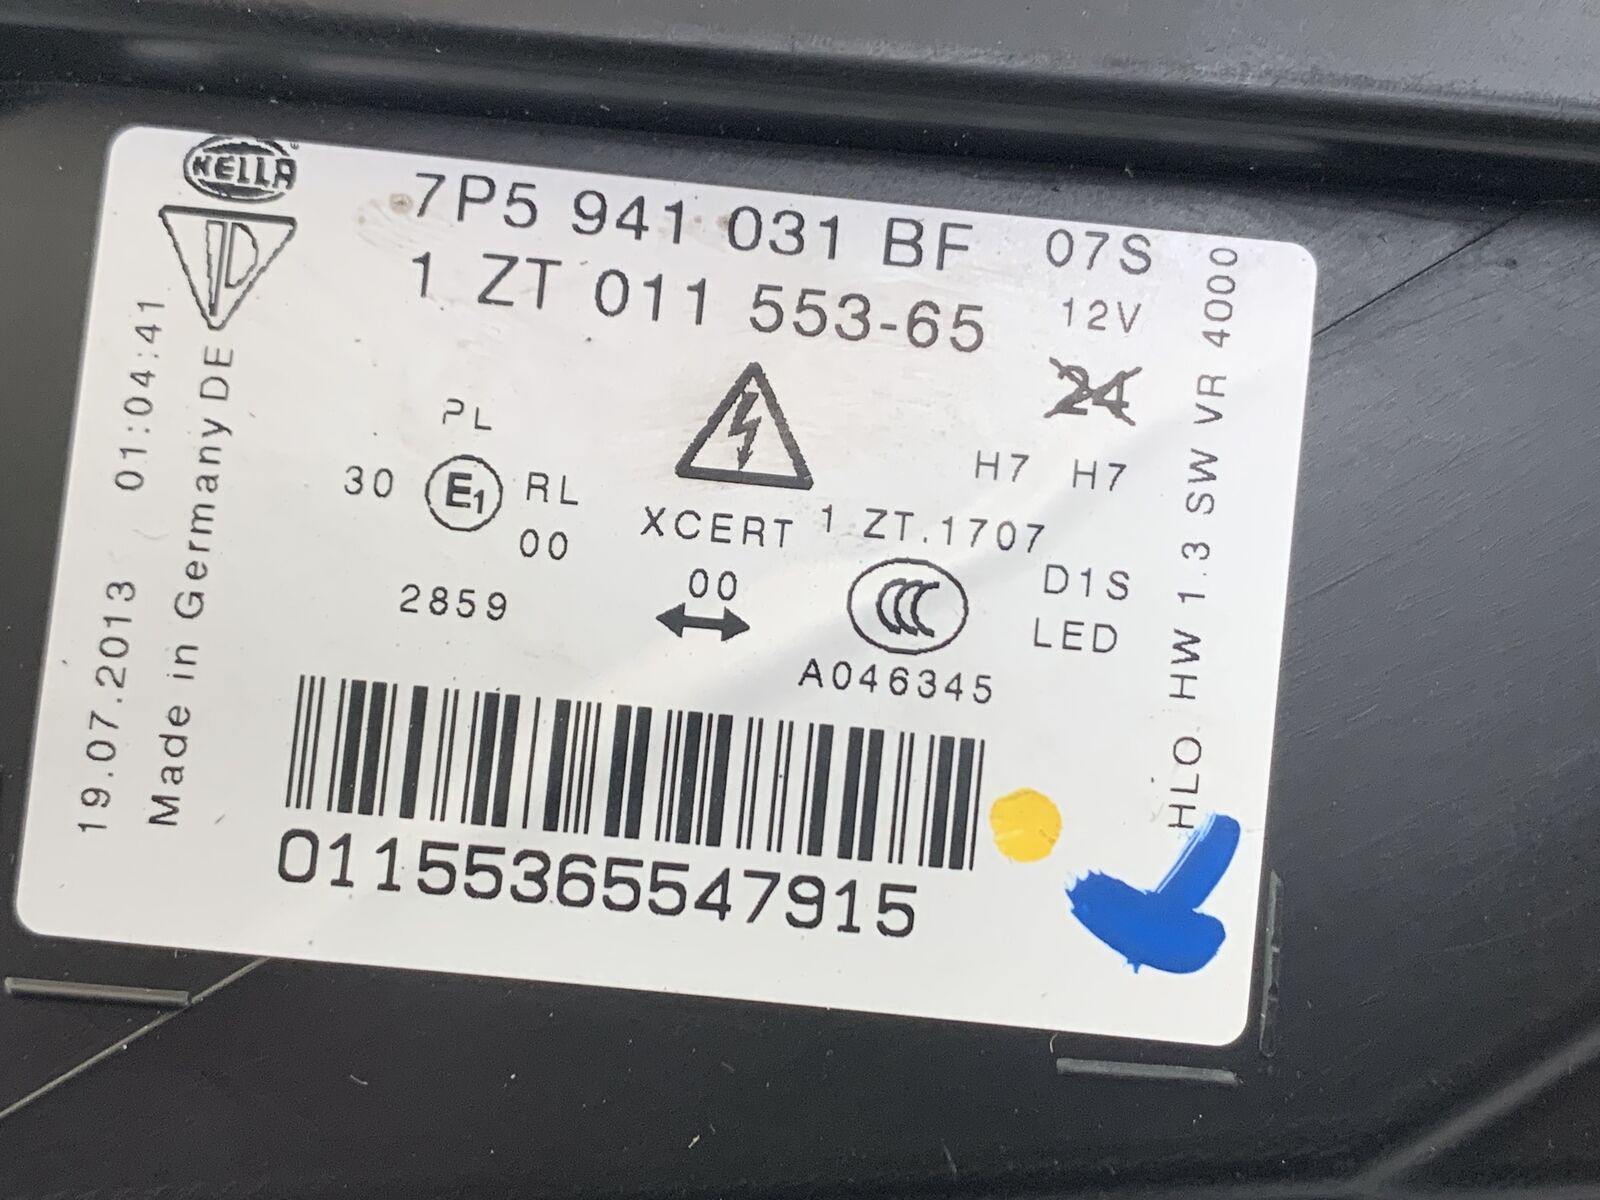 HELLA
7P5 941 031 BF 07S
1 ZT 011 553-65 12V
24
PL
30 E1 RL
00
2859
XCERT
00
H7 H7
1 ZT.1707
CCC
D1S
LED
A046345
01155365547915
19.07.2013 01:04:41
Made in Germany DE
HLO HW 1.3 SW VR 4000